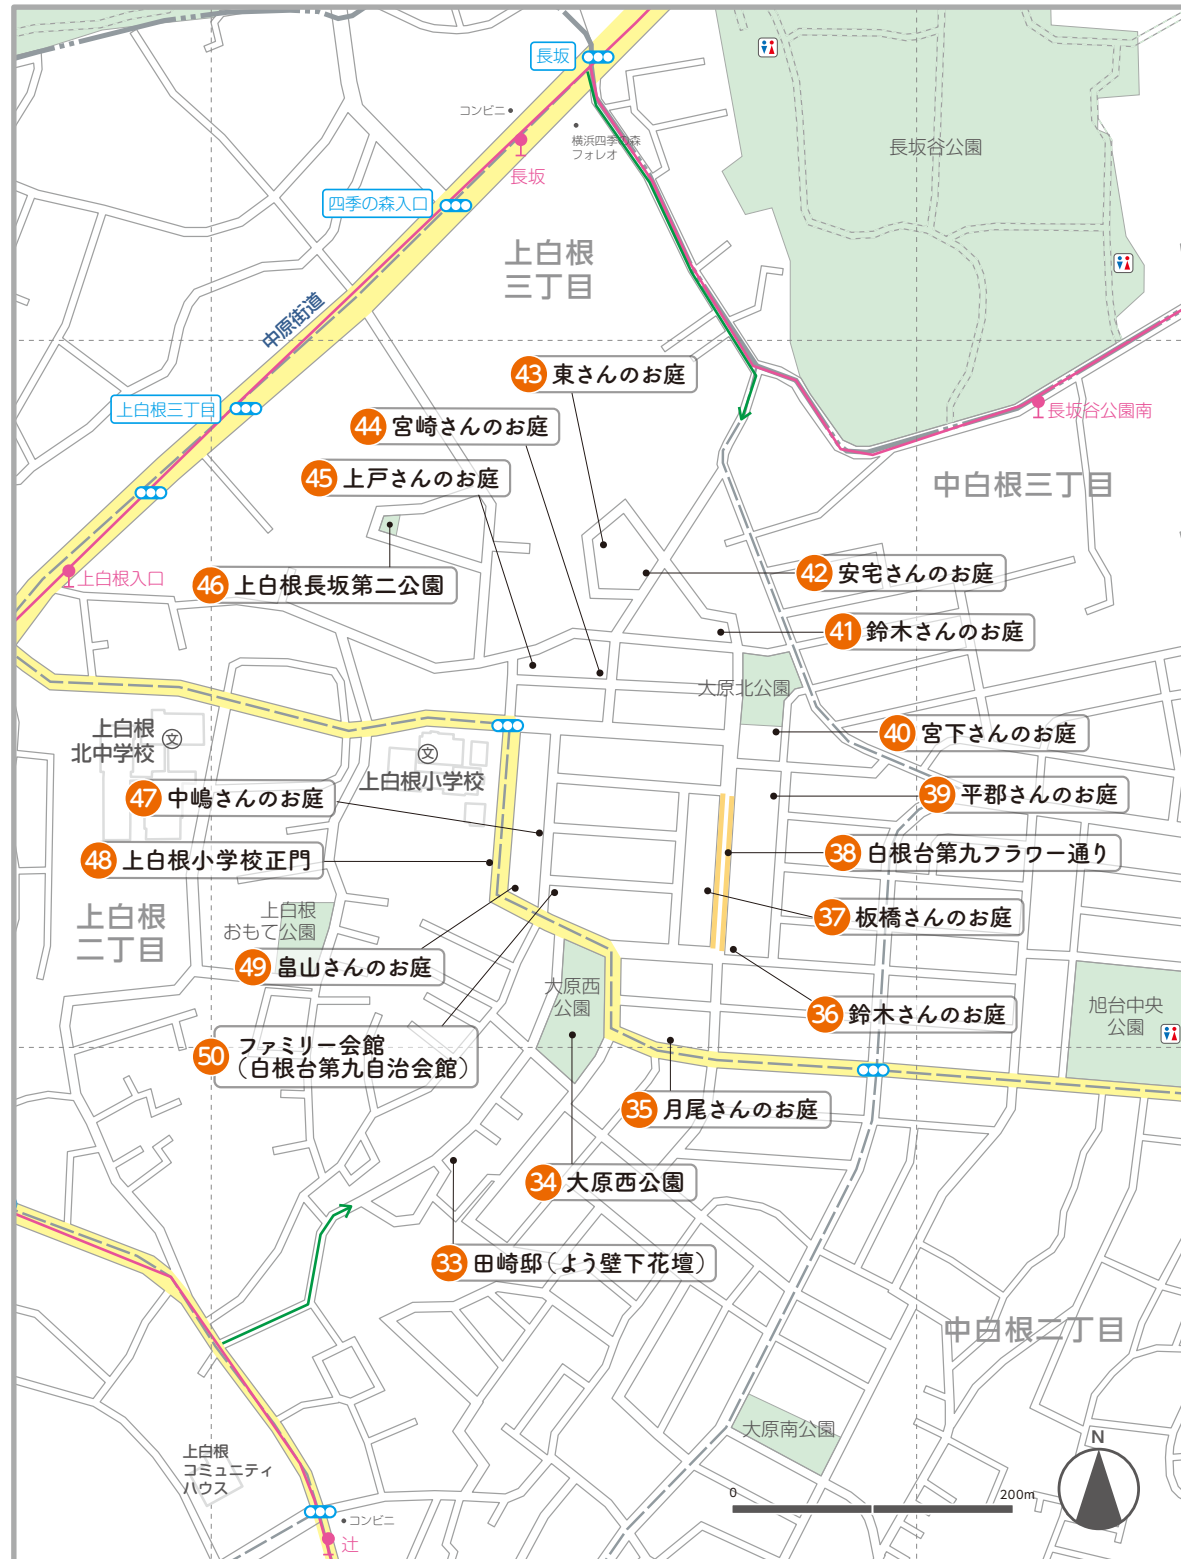 長坂
コンビニ
横浜四季の森
フォレオ
長坂
長坂谷公園
四季の森入口
上白根
三丁目
中原街道
43 東さんのお庭
上白根三丁目
長坂谷公園南
44 宮崎さんのお庭
45 上戸さんのお庭
中白根三丁目
上白根入口
46 上白根長坂第二公園
42 安宅さんのお庭
41 鈴木さんのお庭
大原北公園
上白根
北中学校
文
文
上白根小学校
40 宮下さんのお庭
47 中嶋さんのお庭
39 平郡さんのお庭
48 上白根小学校正門
38 白根台第九フラワー通り
上白根
二丁目
上白根
おもて公園
37 板橋さんのお庭
49 畠山さんのお庭
大原西
公園
36 鈴木さんのお庭
旭台中央
公園
50 ファミリー会館
（白根台第九自治会館）
35 月尾さんのお庭
34 大原西公園
33 田崎邸（よう壁下花壇）
中白根二丁目
大原南公園
上白根
コミュニティ
ハウス
コンビニ
辻
N
0
200m